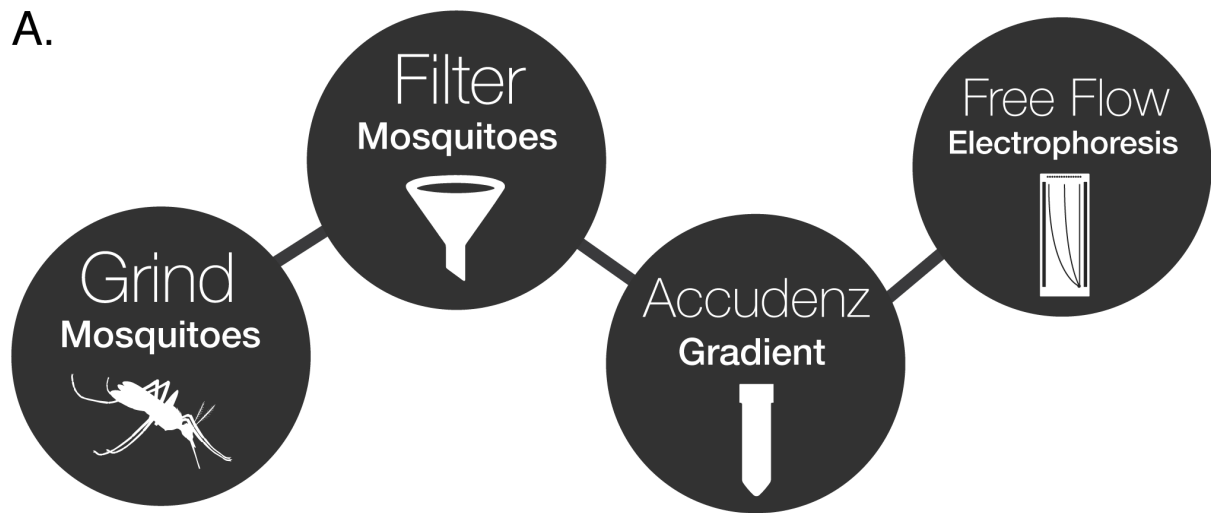 A.
Grind
Mosquitoes
Filter
Mosquitoes
Accudenz
Gradient
Free Flow
Electrophoresis